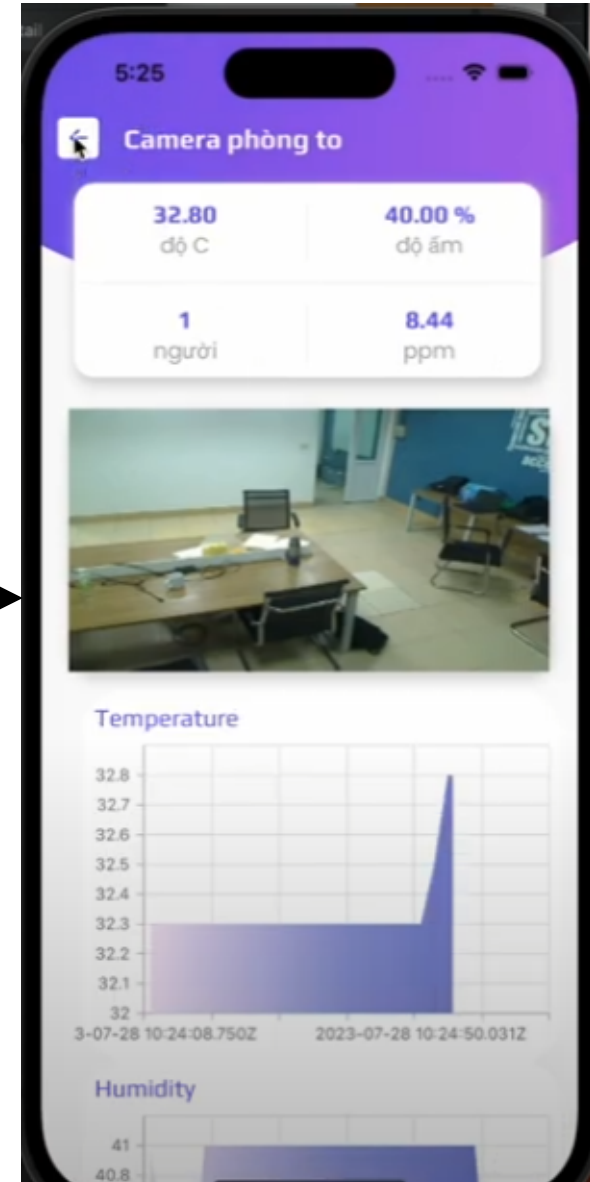 tail
5:25
Camera phòng to
32.80
độ C
40.00 %
độ ẩm
1
người
8.44
ppm
Temperature
32.8
32.7
32.6
32.5
32.4
32.3
32.2
32.1
32
3-07-28 10:24:08.750Z
2023-07-28 10:24:50.031Z
Humidity
41
40.8